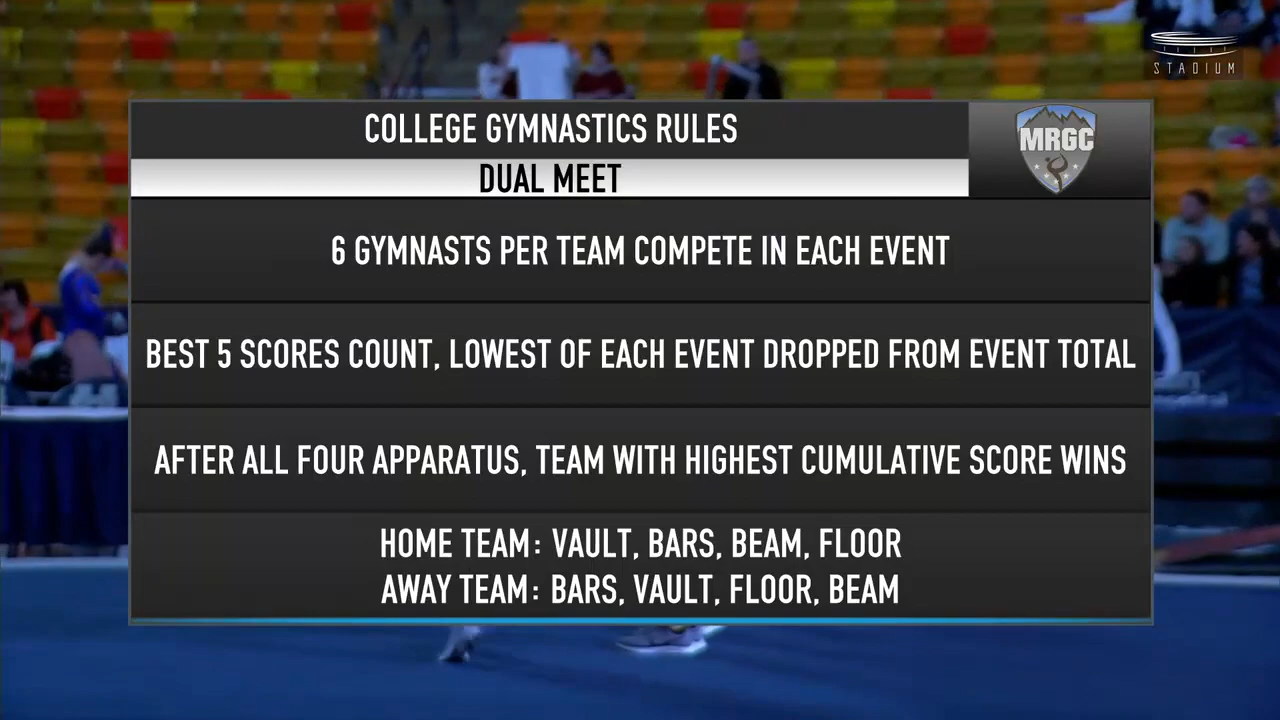 STADIUM
COLLEGE GYMNASTICS RULES
MRGC
DUAL MEET
6 GYMNASTS PER TEAM COMPETE IN EACH EVENT
BEST 5 SCORES COUNT, LOWEST OF EACH EVENT DROPPED FROM EVENT TOTAL
AFTER ALL FOUR APPARATUS, TEAM WITH HIGHEST CUMULATIVE SCORE WINS
HOME TEAM: VAULT, BARS, BEAM, FLOOR
AWAY TEAM: BARS, VAULT, FLOOR, BEAM